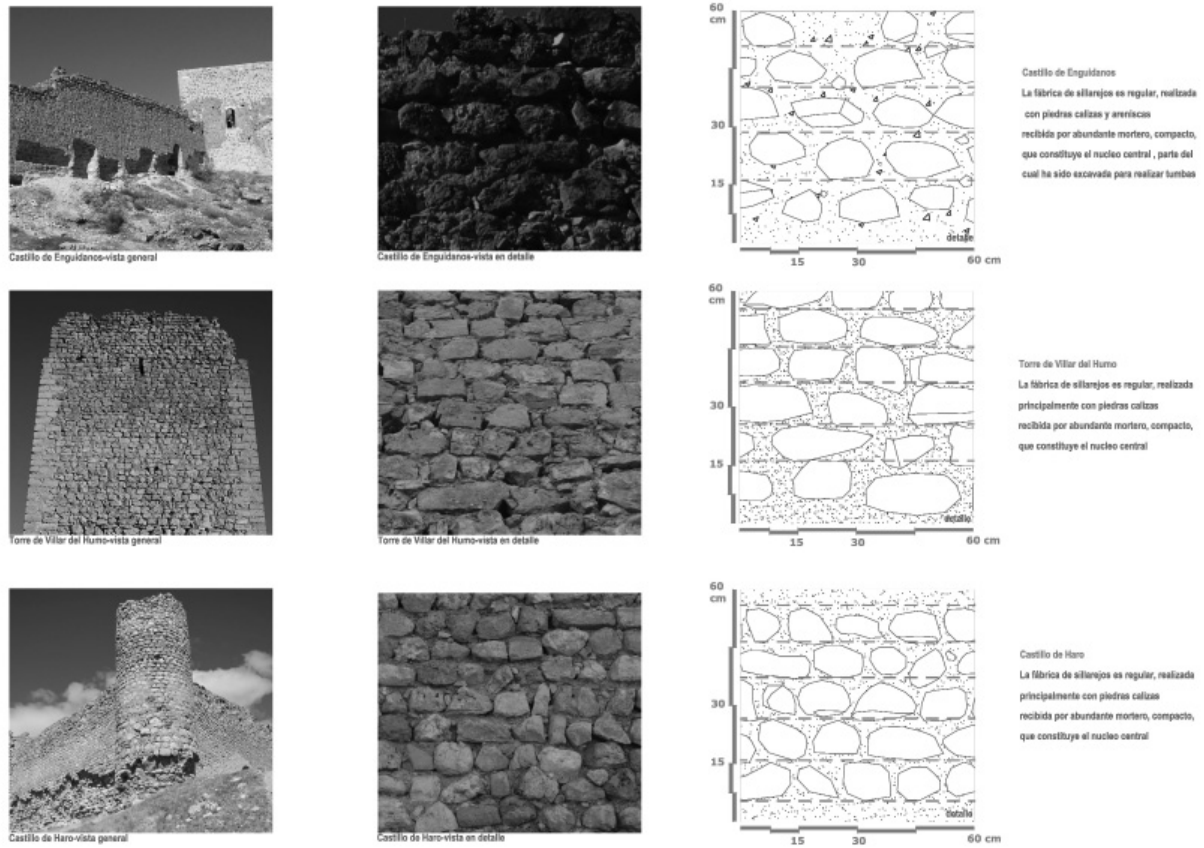 60
cm
30
15
detalle
15 30 60 cm
Castillo de Enguídanos-vista general
Castillo de Enguídanos-vista en detalle
Castillo de Enguidanos
La fábrica de sillarejos es regular, realizada
con piedras calizas y areniscas
recibida por abundante mortero, compacto,
que constituye el nucleo central , parte del
cual ha sido excavada para realizar tumbas
60
cm
30
15
detalle
15 30 60 cm
Torre de Villar del Humo-vista general
Torre de Villar del Humo-vista en detalle
Torre de Villar del Humo
La fábrica de sillarejos es regular, realizada
principalmente con piedras calizas
recibida por abundante mortero, compacto,
que constituye el nucleo central
60
cm
30
15
detalle
15 30 60 cm
Castillo de Haro-vista general
Castillo de Haro-vista en detalle
Castillo de Haro
La fábrica de sillarejos es regular, realizada
principalmente con piedras calizas
recibida por abundante mortero, compacto,
que constituye el nucleo central